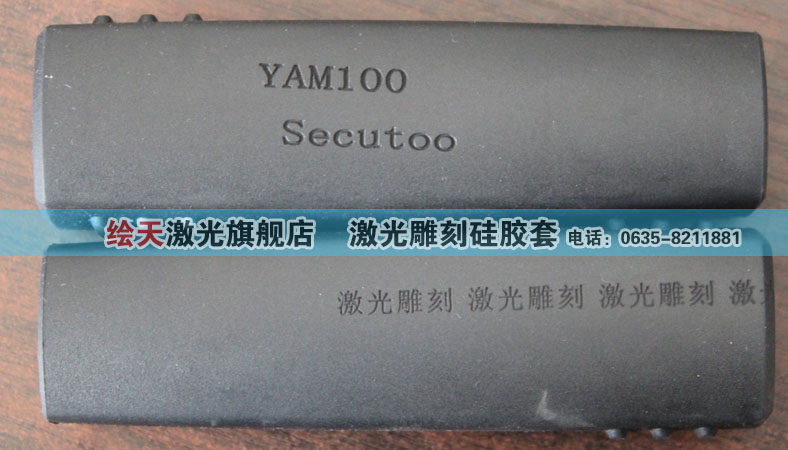 YAM100
Secutoo
绘天激光旗舰店 激光雕刻硅胶套 电话：0635-8211881
激光雕刻 激光雕刻 激光雕刻 激